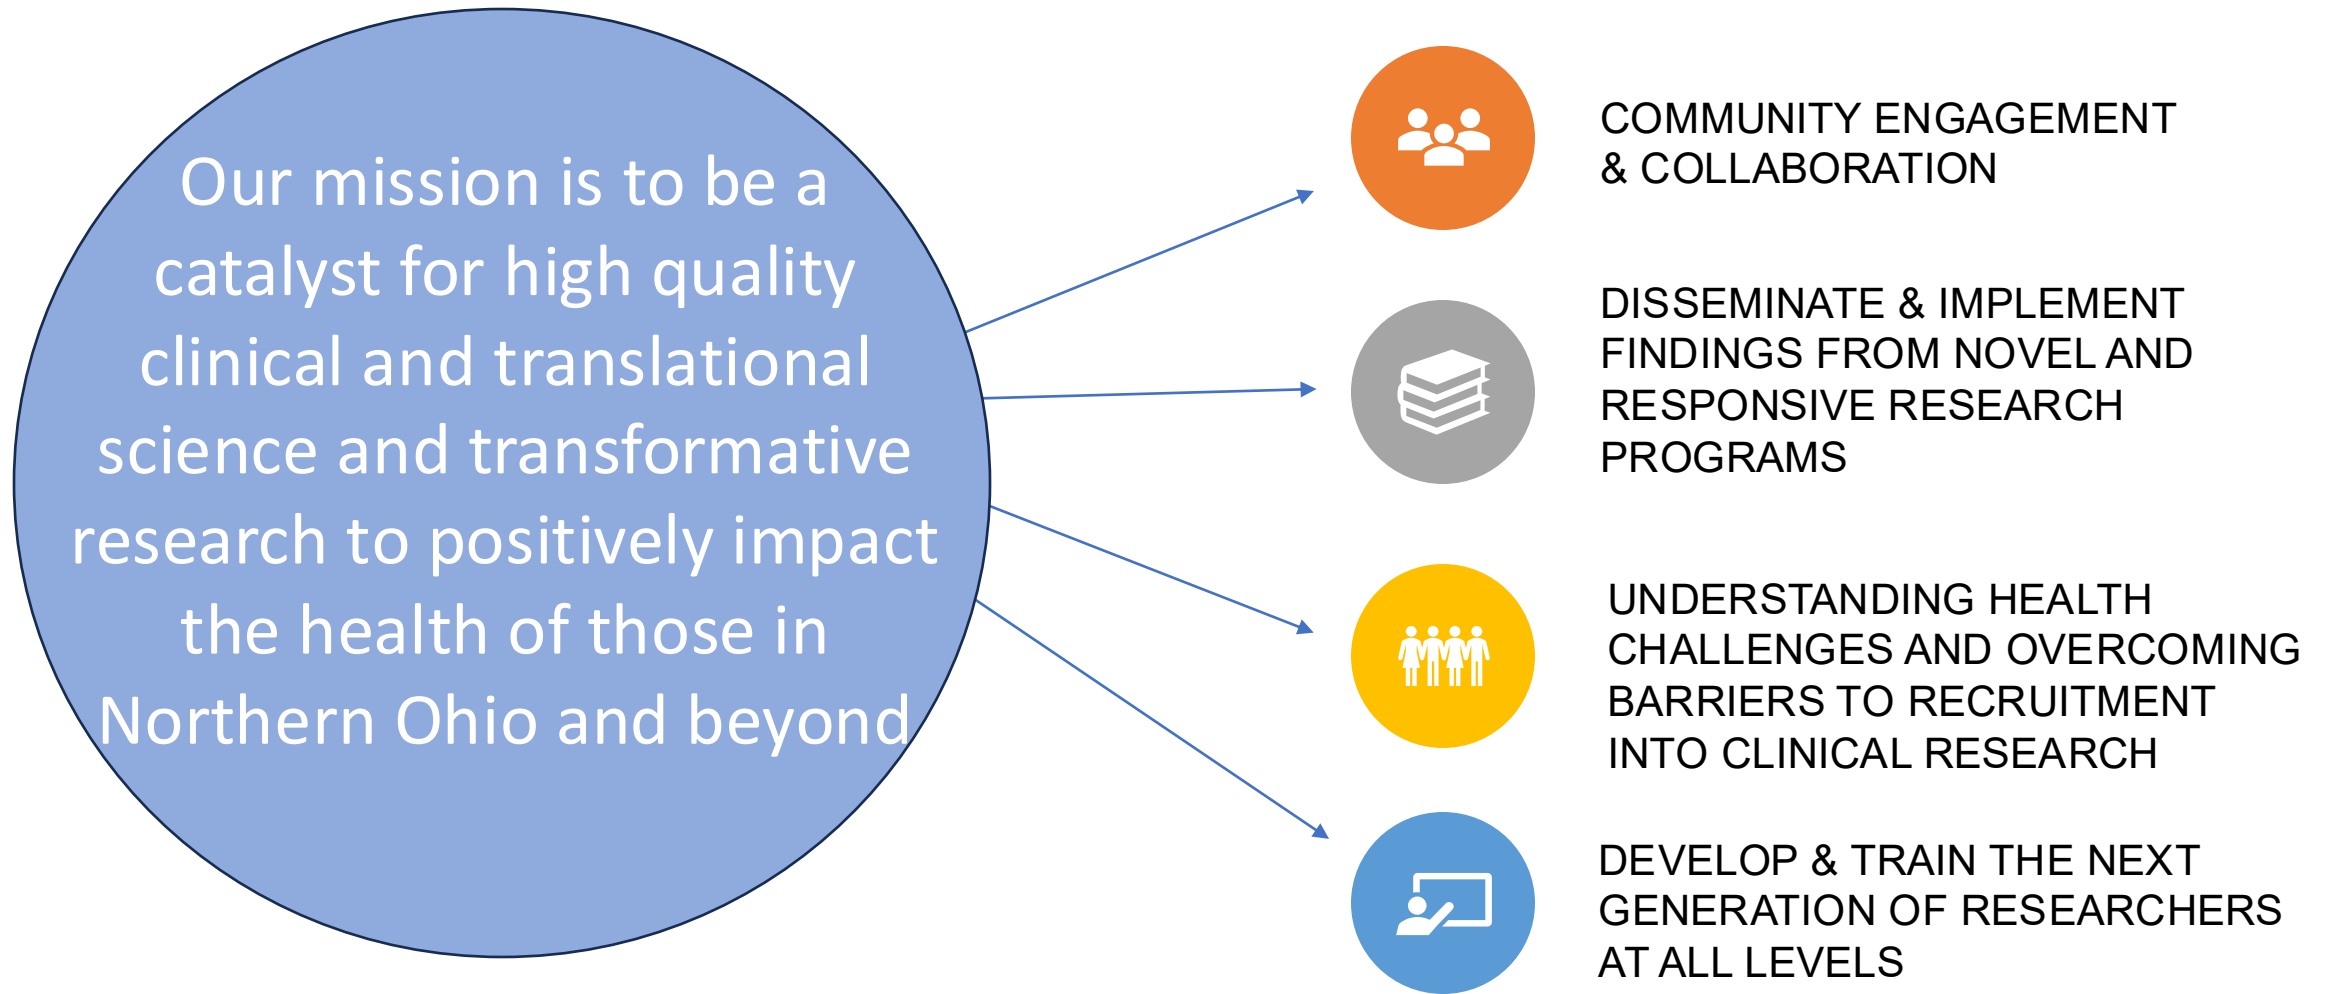 Our mission is to be a
catalyst for high quality
clinical and translational
science and transformative
research to positively impact
the health of those in
Northern Ohio and beyond
COMMUNITY ENGAGEMENT
& COLLABORATION
DISSEMINATE & IMPLEMENT
FINDINGS FROM NOVEL AND
RESPONSIVE RESEARCH
PROGRAMS
UNDERSTANDING HEALTH
CHALLENGES AND OVERCOMING
BARRIERS TO RECRUITMENT
INTO CLINICAL RESEARCH
DEVELOP & TRAIN THE NEXT
GENERATION OF RESEARCHERS
AT ALL LEVELS